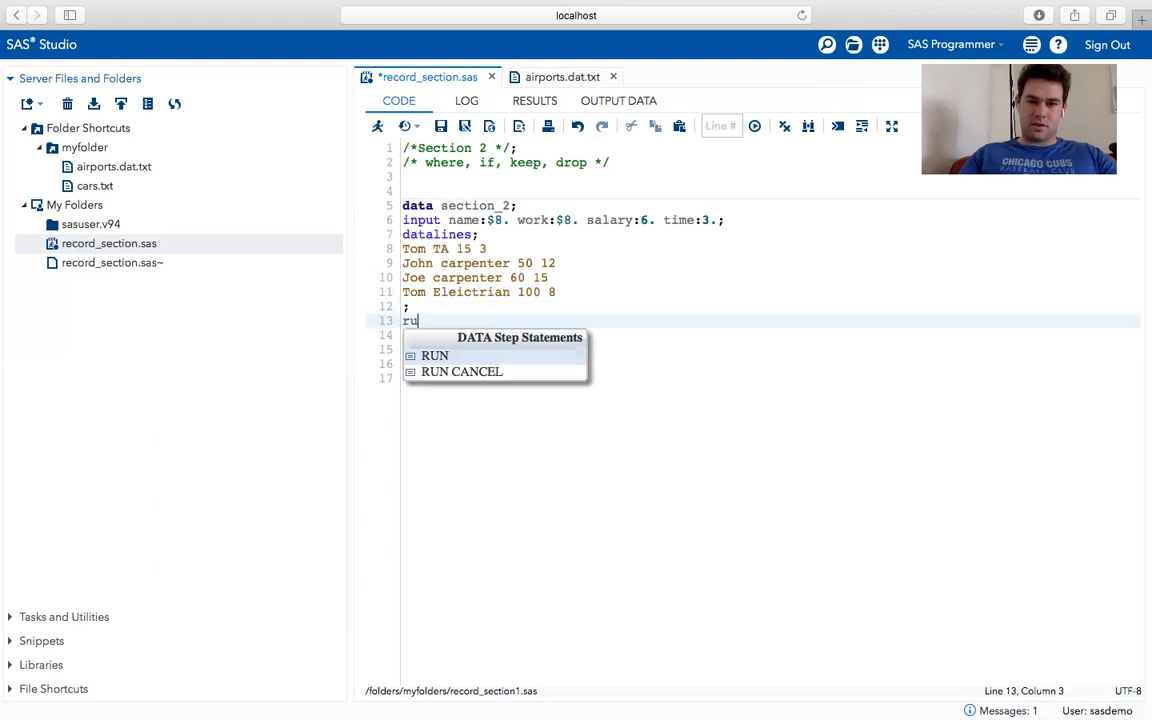 localhost
SAS® Studio
SAS Programmer
Sign Out
Server Files and Folders
Folder Shortcuts
myfolder
airports.dat.txt
cars.txt
My Folders
sasuser.v94
record_section.sas
record_section.sas~
Tasks and Utilities
Snippets
Libraries
File Shortcuts
*record_section.sas
airports.dat.txt
CODE LOG RESULTS OUTPUT DATA
Line #
1 /*Section 2 */;
2 /* where, if, keep, drop */
3
4
5 data section_2;
6 input name:$8. work:$8. salary:6. time:3.;
7 datalines;
8 Tom TA 15 3
9 John carpenter 50 12
10 Joe carpenter 60 15
11 Tom Eleictrian 100 8
12 ;
13 ru
14
15
16
17
DATA Step Statements
RUN
RUN CANCEL
CHICAGO CUBS
BASEBALL CLUB
/folders/myfolders/record_section1.sas
Line 13, Column 3
UTF-8
Messages: 1
User: sasdemo